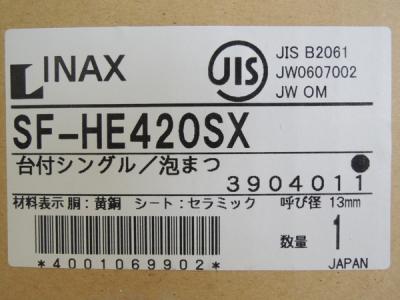 INAX
JIS
JIS B2061
JW0607002
JW OM
SF-HE420SX
台付シングル/泡まつ
3904011
材料表示 胴:黄銅 シート:セラミック 呼び径 13mm
数量 1
*4001069902*
JAPAN